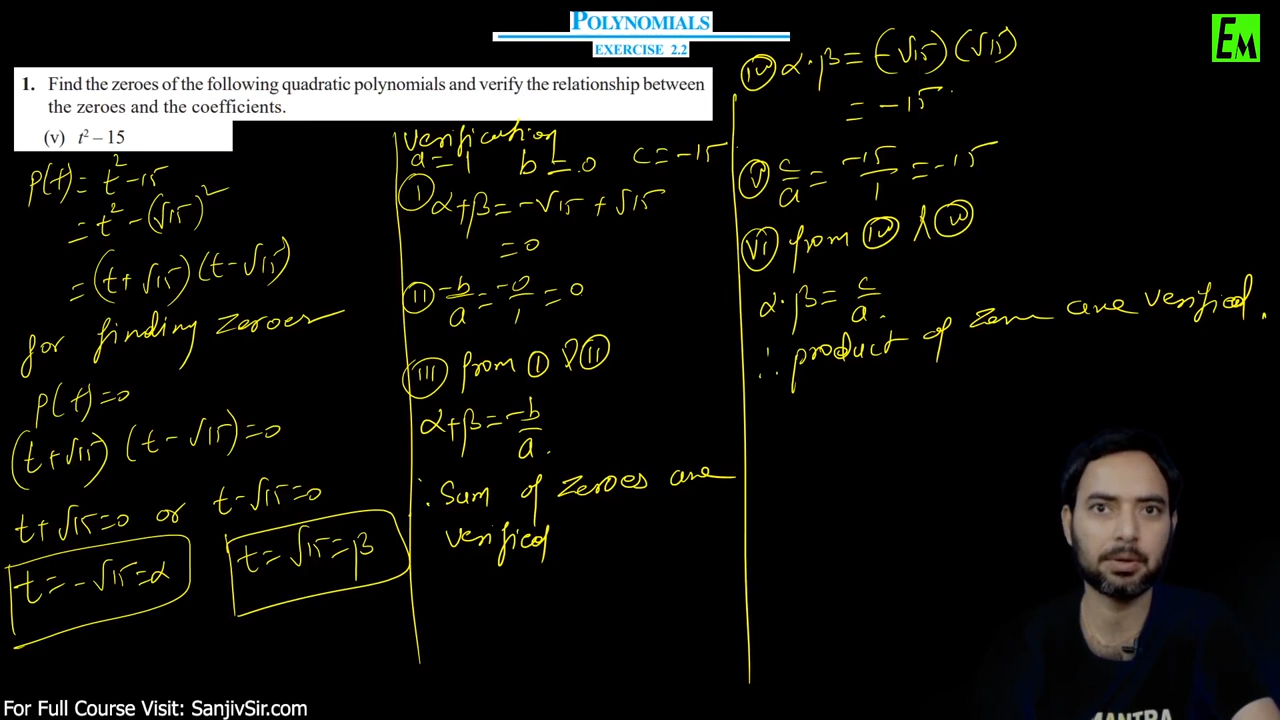 POLYNOMIALS
EXERCISE 2.2
EM
1. Find the zeroes of the following quadratic polynomials and verify the relationship between
the zeroes and the coefficients.
(v) t² – 15
P(t) = t² - 15
= t² - (√15)²
= (t + √15) (t - √15)
for finding zeroes
P(t) = 0
(t + √15) (t - √15) = 0
t + √15 = 0 or t - √15 = 0
t = -√15 = α
t = √15 = β
Verification
a = 1 b = 0 c = -15
(I) α + β = -√15 + √15
= 0
(II) -b/a = -0/1 = 0
(III) from (I) & (II)
α + β = -b/a.
∴ Sum of zeroes are
verified
(IV) α · β = (-√15) (√15)
= -15
(V) c/a = -15/1 = -15
(VI) from (IV) & (V)
α · β = c/a.
∴ product of zeroes are verified.
MANTRA
For Full Course Visit: SanjivSir.com